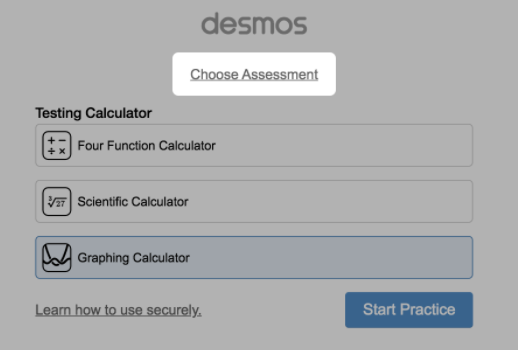 desmos
Choose Assessment
Testing Calculator
+ −
÷ ×
Four Function Calculator
∛27
Scientific Calculator
Graphing Calculator
Learn how to use securely.
Start Practice